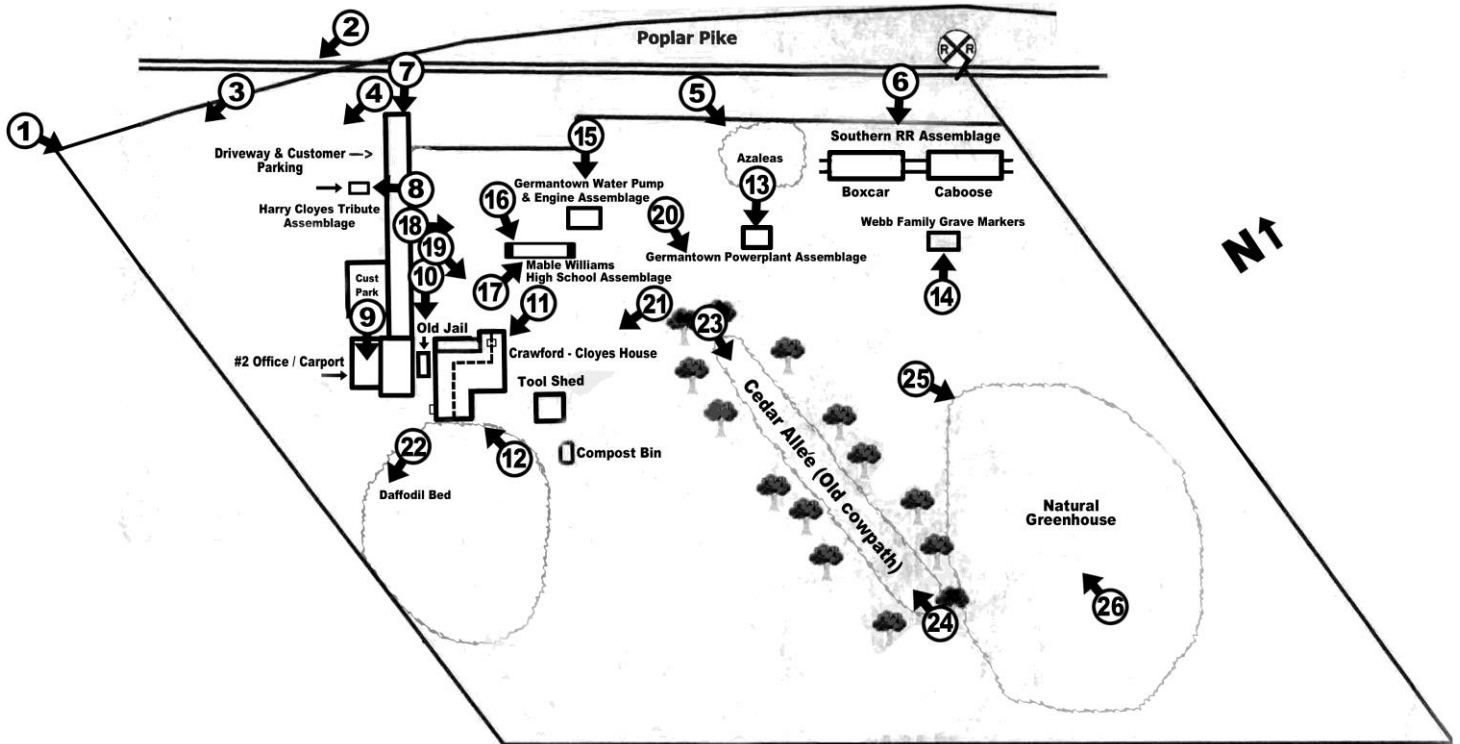 2
Poplar Pike
R R
7
6
3
4
5
1
15
Southern RR Assemblage
Driveway & Customer —>
Parking
Azaleas
Boxcar
Caboose
13
8
Germantown Water Pump
& Engine Assemblage
16
20
Harry Cloyes Tribute
Assemblage
18
Webb Family Grave Markers
N↑
19
Germantown Powerplant Assemblage
Mable Williams
High School Assemblage
10
Cust
Park
17
11
21
14
9
23
Old Jail
#2 Office / Carport
Crawford - Cloyes House
Tool Shed
25
Cedar Alleé (Old cowpath)
22
12
Compost Bin
Daffodil Bed
Natural
Greenhouse
24
26